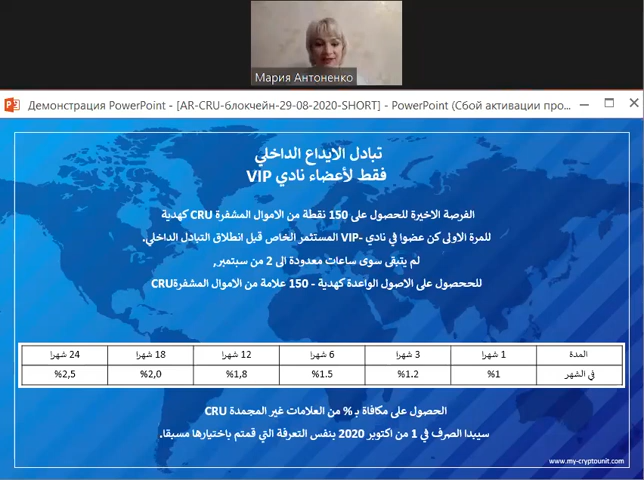 Мария Антоненко
Демонстрация PowerPoint - [AR-CRU-блокчейн-29-08-2020-SHORT] - PowerPoint (Сбой активации про...
تبادل الايداع الداخلي
فقط لأعضاء نادي VIP
الفرصة الاخيرة للحصول على 150 نقطة من الاموال المشفرة CRU كهدية
للمرة الاولى كن عضوا في نادي -VIP المستثمر الخاص قبل انطلاق التبادل الداخلي.
لم يتبقى سوى ساعات معدودة الى 2 من سبتمبر,
للححصول على الاصول الواعدة كهدية - 150 علامة من الاموال المشفرةCRU
المدة 1 شهرا 3 شهرا 6 شهرا 12 شهرا 18 شهرا 24 شهرا
في الشهر 1% 1.2% 1.5% 1,8% 2,0% 2,5%
الحصول على مكافاة بـ % من العلامات غير المجمدة CRU
سيبدا الصرف في 1 من اكتوبر 2020 بنفس التعرفة التي قمتم باختيارها مسبقا.
www.my-cryptounit.com